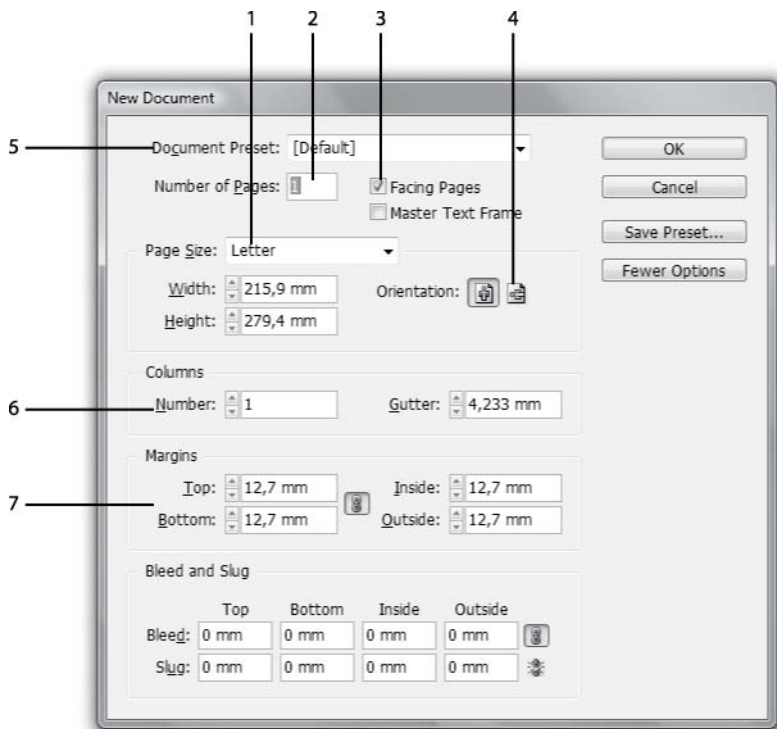 1 2 3 4
New Document
5 Document Preset: [Default] OK
Number of Pages: 1 Facing Pages Cancel
Master Text Frame
Save Preset...
1 Page Size: Letter
Fewer Options
Width: 215,9 mm Orientation:
Height: 279,4 mm
Columns
6 Number: 1 Gutter: 4,233 mm
Margins
Top: 12,7 mm Inside: 12,7 mm
7
Bottom: 12,7 mm Outside: 12,7 mm
Bleed and Slug
Top Bottom Inside Outside
Bleed: 0 mm 0 mm 0 mm 0 mm
Slug: 0 mm 0 mm 0 mm 0 mm